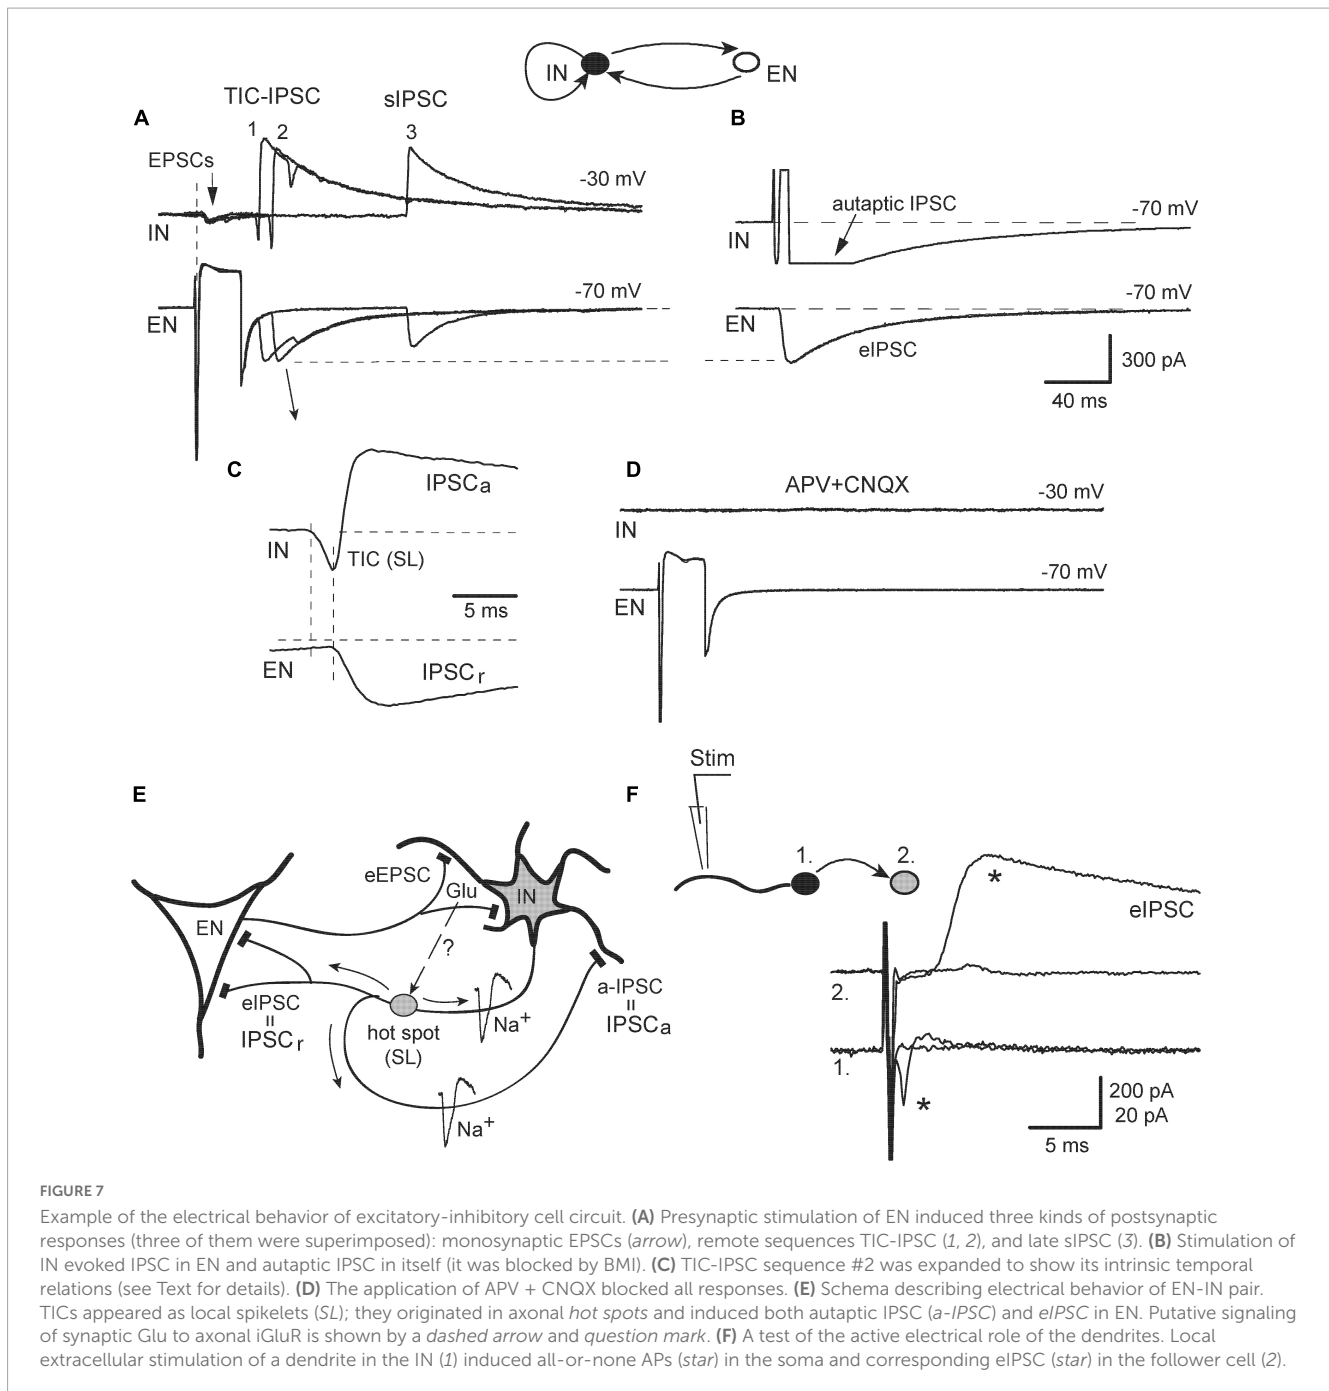 IN
EN
A
TIC-IPSC
sIPSC
1
2
3
EPSCs
-30 mV
IN
-70 mV
EN
B
autaptic IPSC
-70 mV
IN
-70 mV
EN
eIPSC
300 pA
40 ms
C
IPSCa
IN
TIC (SL)
5 ms
EN
IPSCr
D
APV+CNQX
-30 mV
IN
-70 mV
EN
E
eEPSC
Glu
IN
EN
?
a-IPSC
=
IPSCa
eIPSC
=
IPSCr
hot spot
(SL)
Na+
Na+
F
Stim
1.
2.
*
eIPSC
2.
1.
*
200 pA
20 pA
5 ms
FIGURE 7
Example of the electrical behavior of excitatory-inhibitory cell circuit. (A) Presynaptic stimulation of EN induced three kinds of postsynaptic
responses (three of them were superimposed): monosynaptic EPSCs (arrow), remote sequences TIC-IPSC (1, 2), and late sIPSC (3). (B) Stimulation of
IN evoked IPSC in EN and autaptic IPSC in itself (it was blocked by BMI). (C) TIC-IPSC sequence #2 was expanded to show its intrinsic temporal
relations (see Text for details). (D) The application of APV + CNQX blocked all responses. (E) Schema describing electrical behavior of EN-IN pair.
TICs appeared as local spikelets (SL); they originated in axonal hot spots and induced both autaptic IPSC (a-IPSC) and eIPSC in EN. Putative signaling
of synaptic Glu to axonal iGluR is shown by a dashed arrow and question mark. (F) A test of the active electrical role of the dendrites. Local
extracellular stimulation of a dendrite in the IN (1) induced all-or-none APs (star) in the soma and corresponding eIPSC (star) in the follower cell (2).